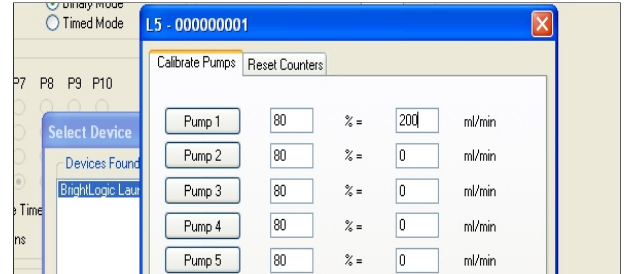 Binary Mode
Timed Mode
L5 - 000000001
Calibrate Pumps Reset Counters
P7 P8 P9 P10
Pump 1 80 % = 200 ml/min
Select Device
Pump 2 80 % = 0 ml/min
Devices Found
BrightLogic Laun
Pump 3 80 % = 0 ml/min
e Time
Pump 4 80 % = 0 ml/min
ns
Pump 5 80 % = 0 ml/min